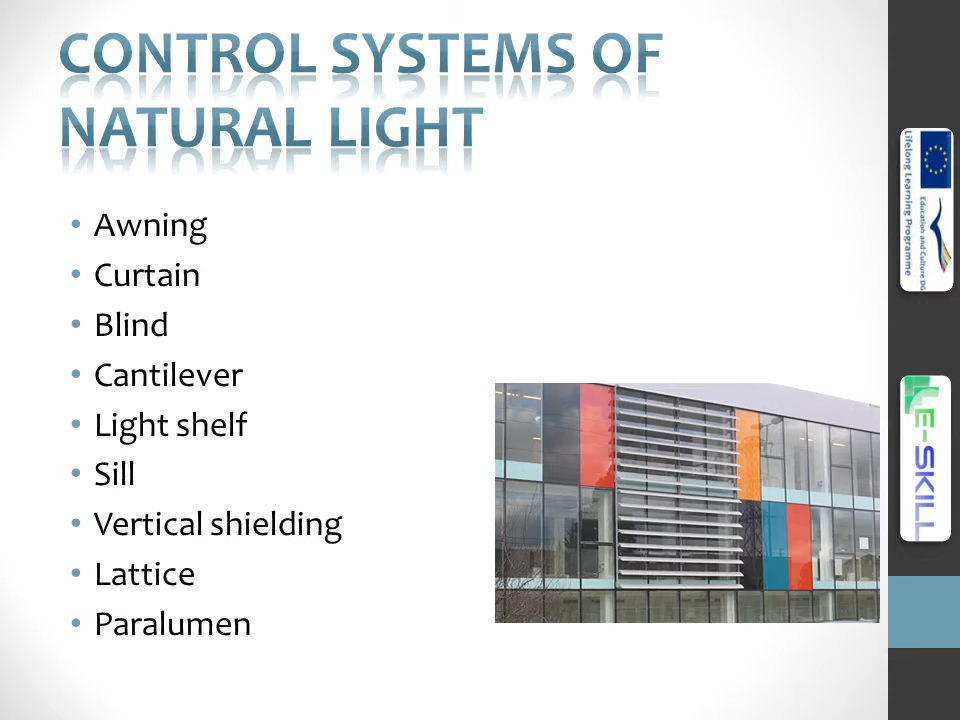 CONTROL SYSTEMS OF
NATURAL LIGHT
• Awning
• Curtain
• Blind
• Cantilever
• Light shelf
• Sill
• Vertical shielding
• Lattice
• Paralumen
Lifelong Learning Programme
Education and Culture DG
E-SKILL